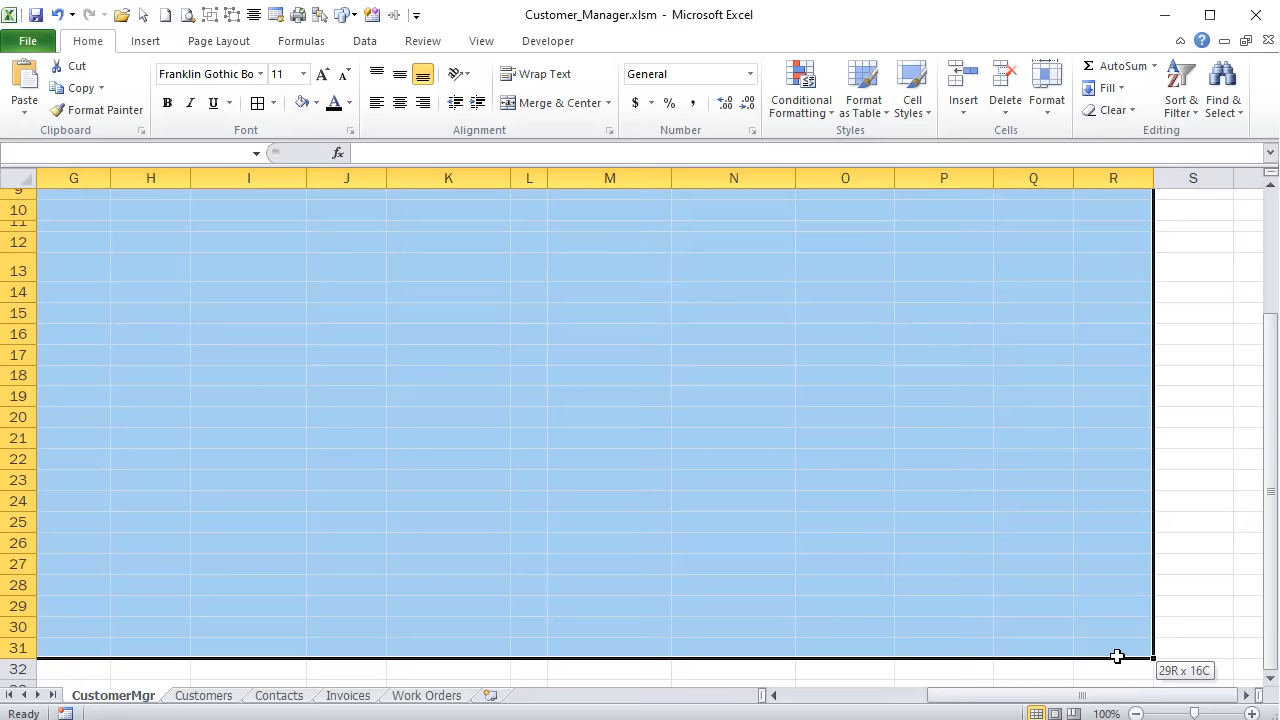 Customer_Manager.xlsm - Microsoft Excel
File Home Insert Page Layout Formulas Data Review View Developer
Paste
Cut
Copy
Format Painter
Clipboard
Franklin Gothic Bo 11
B I U A
Font
Wrap Text
Merge & Center
Alignment
General
$ % ,
Number
Conditional Formatting
Format as Table
Cell Styles
Styles
Insert Delete Format
Cells
Σ AutoSum
Fill
Clear
Sort & Filter
Find & Select
Editing
fx
G H I J K L M N O P Q R S
9
10
11
12
13
14
15
16
17
18
19
20
21
22
23
24
25
26
27
28
29
30
31
32
29R x 16C
CustomerMgr Customers Contacts Invoices Work Orders
Ready 100%